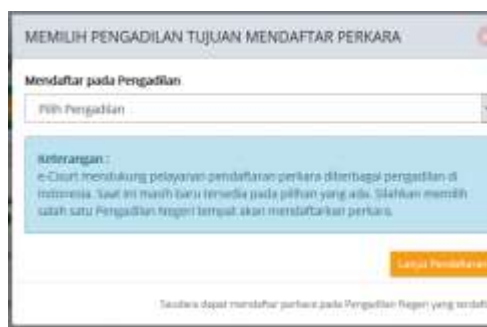 MEMILIH PENGADILAN TUJUAN MENDAFTAR PERKARA
Mendaftar pada Pengadilan
Pilih Pengadilan
Keterangan :
e-Court mendukung pelayanan pendaftaran perkara diberbagai pengadilan di
Indonesia. Saat ini masih baru tersedia pada pilihan yang ada. Silahkan memilih
salah satu Pengadilan Negeri tempat akan mendaftarkan perkara.
Lanjut Pendaftaran
Saudara dapat mendaftar perkara pada Pengadilan Negeri yang terdaft